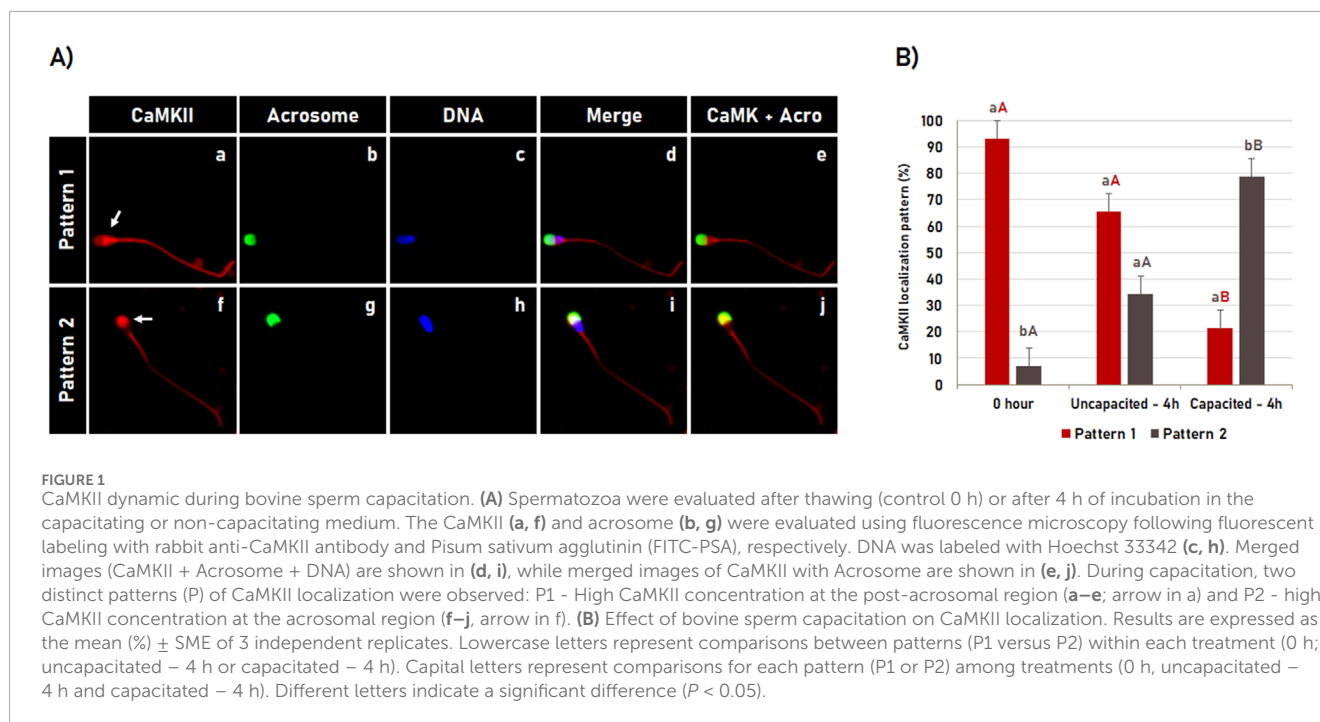 A)
CaMKII Acrosome DNA Merge CaMK + Acro
Pattern 1
a b c d e
Pattern 2
f g h i j
B)
CaMKII localization pattern (%)
100
90
80
70
60
50
40
30
20
10
0
aA
bA
aA
aA
aB
bB
0 hour Uncapacited - 4h Capacited - 4h
Pattern 1 Pattern 2
FIGURE 1
CaMKII dynamic during bovine sperm capacitation. (A) Spermatozoa were evaluated after thawing (control 0 h) or after 4 h of incubation in the
capacitating or non-capacitating medium. The CaMKII (a, f) and acrosome (b, g) were evaluated using fluorescence microscopy following fluorescent
labeling with rabbit anti-CaMKII antibody and Pisum sativum agglutinin (FITC-PSA), respectively. DNA was labeled with Hoechst 33342 (c, h). Merged
images (CaMKII + Acrosome + DNA) are shown in (d, i), while merged images of CaMKII with Acrosome are shown in (e, j). During capacitation, two
distinct patterns (P) of CaMKII localization were observed: P1 - High CaMKII concentration at the post-acrosomal region (a–e; arrow in a) and P2 - high
CaMKII concentration at the acrosomal region (f–j, arrow in f). (B) Effect of bovine sperm capacitation on CaMKII localization. Results are expressed as
the mean (%) ± SME of 3 independent replicates. Lowercase letters represent comparisons between patterns (P1 versus P2) within each treatment (0 h;
uncapacitated – 4 h or capacitated – 4 h). Capital letters represent comparisons for each pattern (P1 or P2) among treatments (0 h, uncapacitated –
4 h and capacitated – 4 h). Different letters indicate a significant difference (P < 0.05).